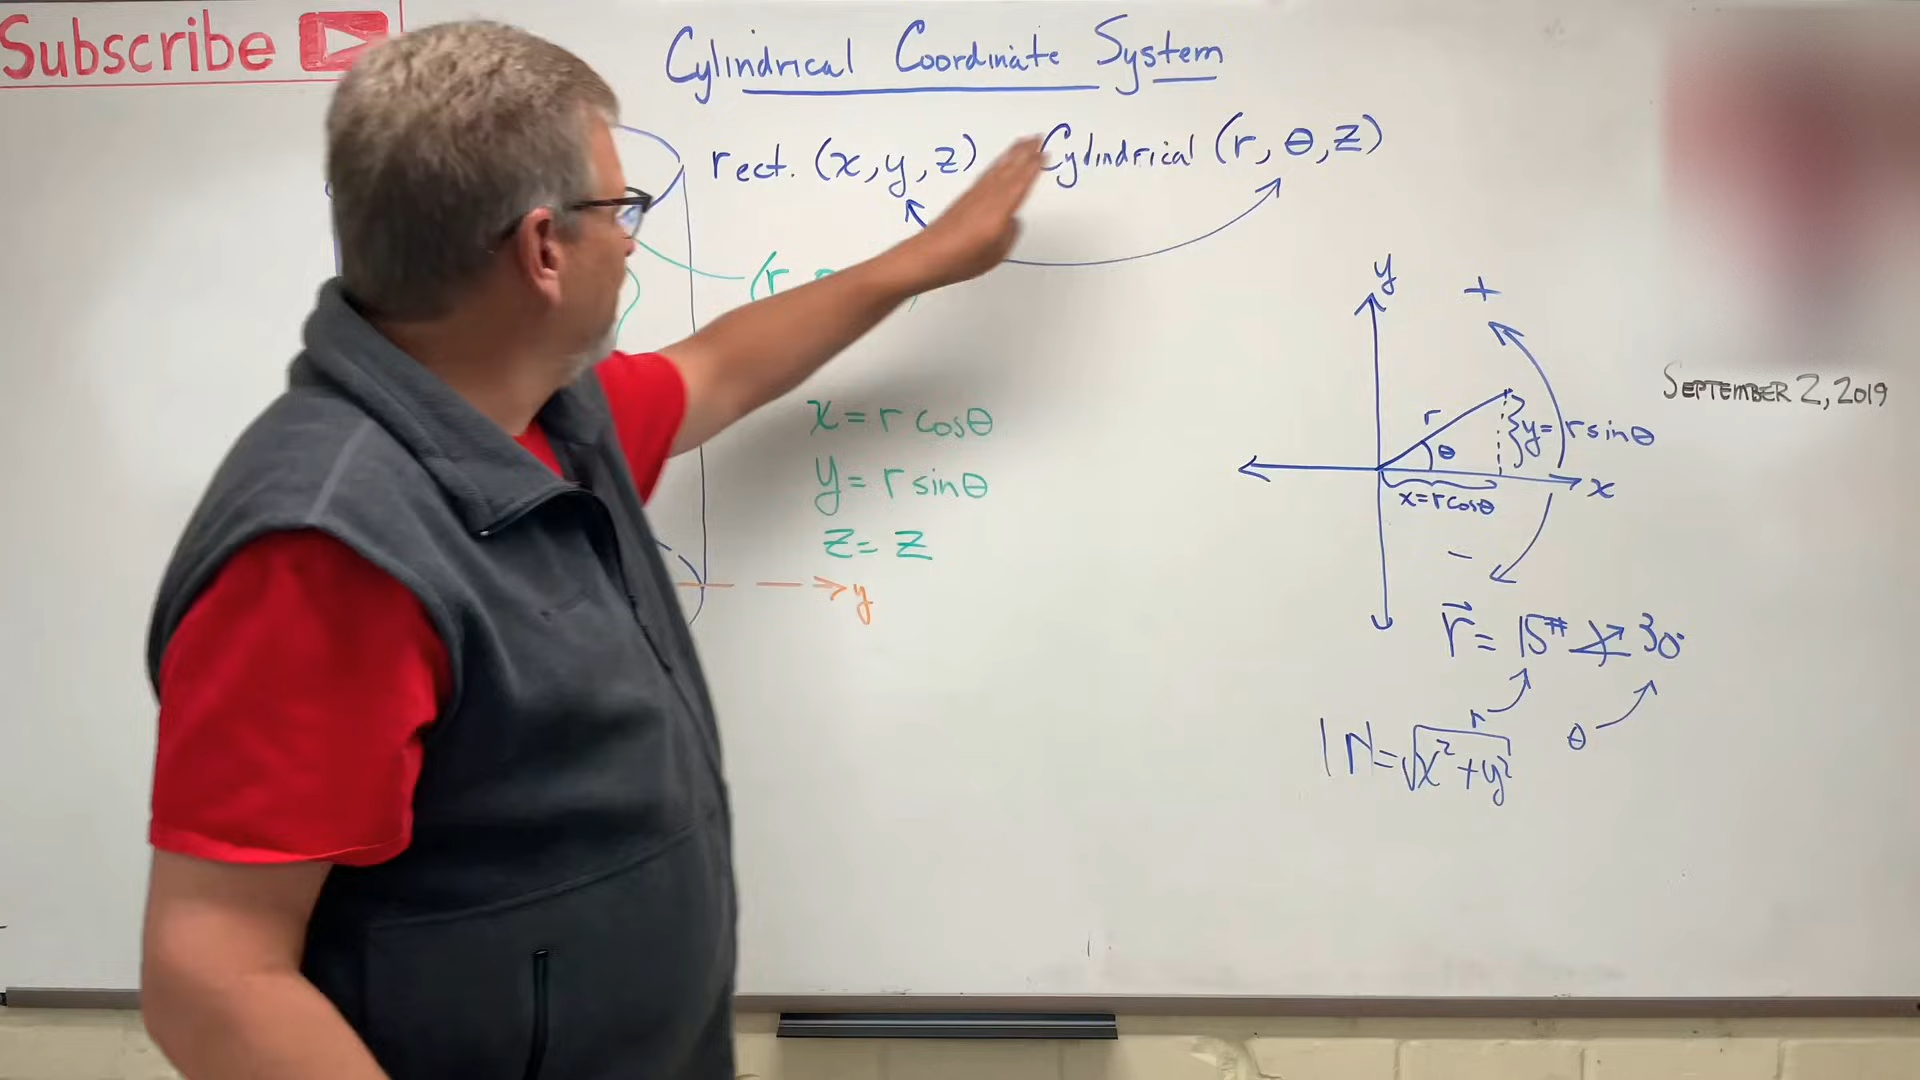 Subscribe
Cylindrical Coordinate System
rect. (x, y, z) Cylindrical (r, θ, z)
(r
y
+
SEPTEMBER 2, 2019
x = r cosθ
y = r sinθ
z = z
y
r
θ
y = r sinθ
x
x = r cosθ
−
r⃗ = 15# ∡ 30°
r
θ
|r| = √x² + y²